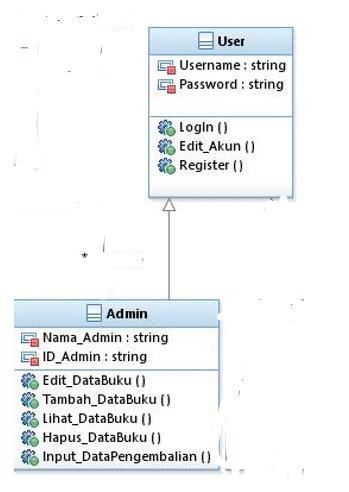 User
Username : string
Password : string
LogIn ()
Edit_Akun ()
Register ()
*
Admin
Nama_Admin : string
ID_Admin : string
Edit_DataBuku ()
Tambah_DataBuku ()
Lihat_DataBuku ()
Hapus_DataBuku ()
Input_DataPengembalian ()